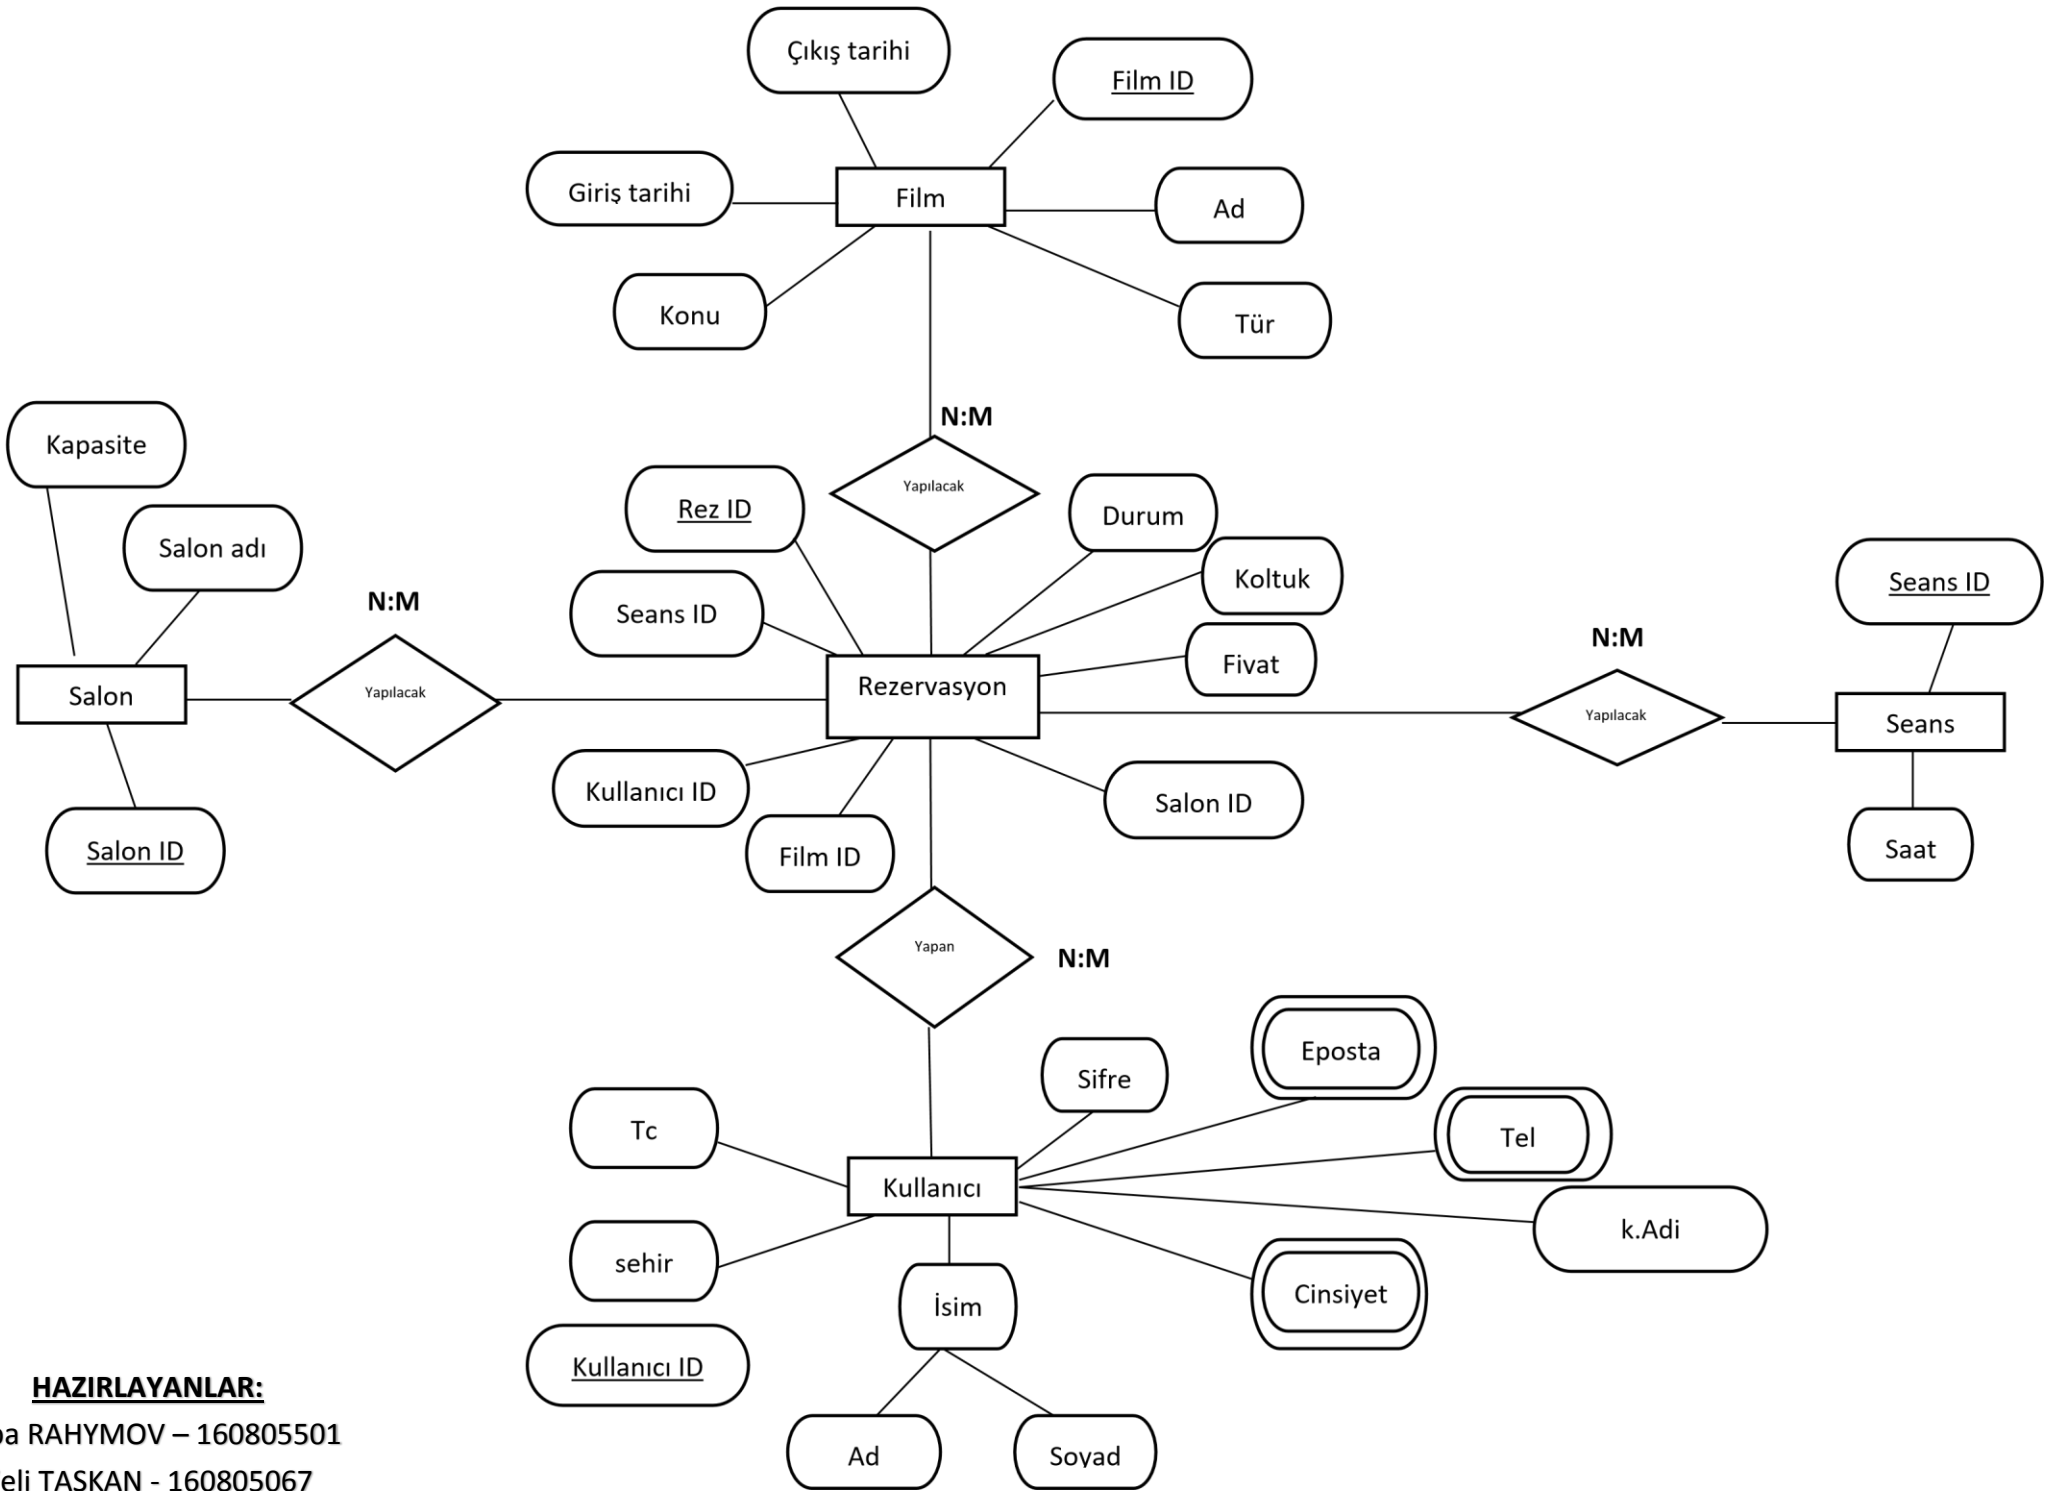 Çıkış tarihi
Film ID
Giriş tarihi
Film
Ad
Konu
Tür
N:M
Kapasite
Yapılacak
Rez ID
Durum
Salon adı
Koltuk
Seans ID
N:M
Seans ID
N:M
Fivat
Salon
Yapılacak
Rezervasyon
Yapılacak
Seans
Kullanıcı ID
Salon ID
Salon ID
Film ID
Saat
Yapan
N:M
Eposta
Sifre
Tc
Tel
Kullanıcı
k.Adi
sehir
İsim
Cinsiyet
Kullanıcı ID
HAZIRLAYANLAR:
RAHYMOV – 160805501
Ad
Soyad
TASKAN - 160805067